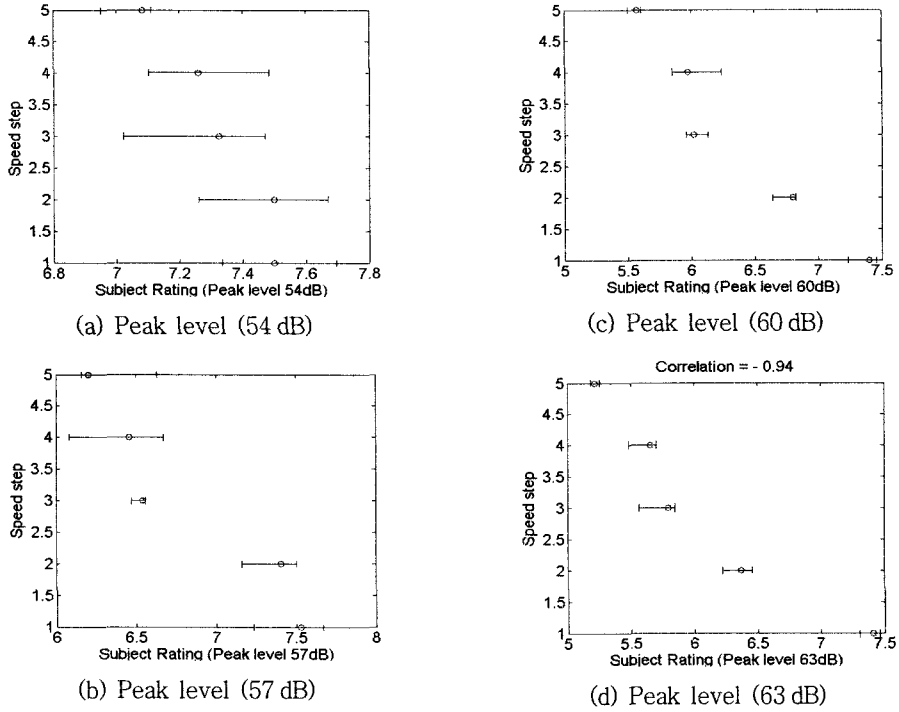 5
4.5
4
3.5
3
2.5
2
1.5
1
Speed step
6.8 7 7.2 7.4 7.6 7.8
Subject Rating (Peak level 54dB)
(a) Peak level (54 dB)
5
4.5
4
3.5
3
2.5
2
1.5
1
Speed step
5 5.5 6 6.5 7 7.5
Subject Rating (Peak level 60dB)
(c) Peak level (60 dB)
5
4.5
4
3.5
3
2.5
2
1.5
1
Speed step
6 6.5 7 7.5 8
Subject Rating (Peak level 57dB)
(b) Peak level (57 dB)
Correlation = - 0.94
5
4.5
4
3.5
3
2.5
2
1.5
1
Speed step
5 5.5 6 6.5 7 7.5
Subject Rating (Peak level 63dB)
(d) Peak level (63 dB)